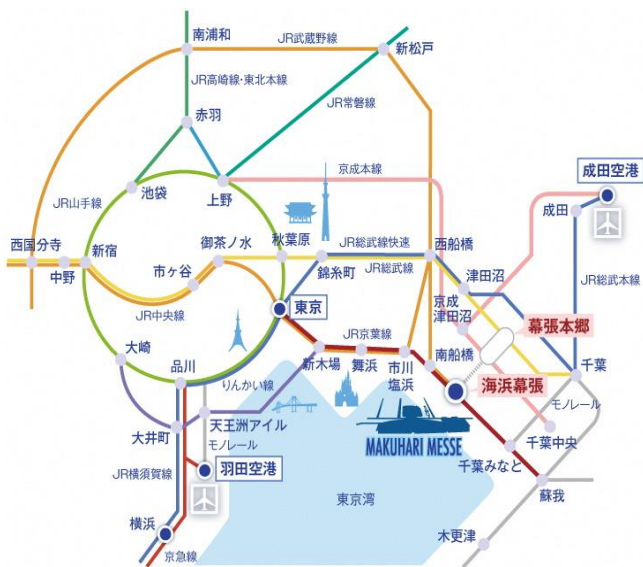 南浦和
JR武蔵野線
新松戸
JR高崎線・東北本線
赤羽
JR常磐線
池袋
上野
京成本線
成田空港
JR山手線
成田
西国分寺
中野
新宿
市ヶ谷
御茶ノ水
秋葉原
錦糸町
JR総武線快速
JR総武線
西船橋
津田沼
JR総武本線
JR中央線
東京
京成
津田沼
幕張本郷
大崎
品川
りんかい線
新木場
JR京葉線
舞浜
市川
塩浜
南船橋
海浜幕張
千葉
モノレール
大井町
天王洲アイル
モノレール
MAKUHARI MESSE
千葉中央
JR横須賀線
羽田空港
千葉みなと
東京湾
蘇我
横浜
京急線
木更津